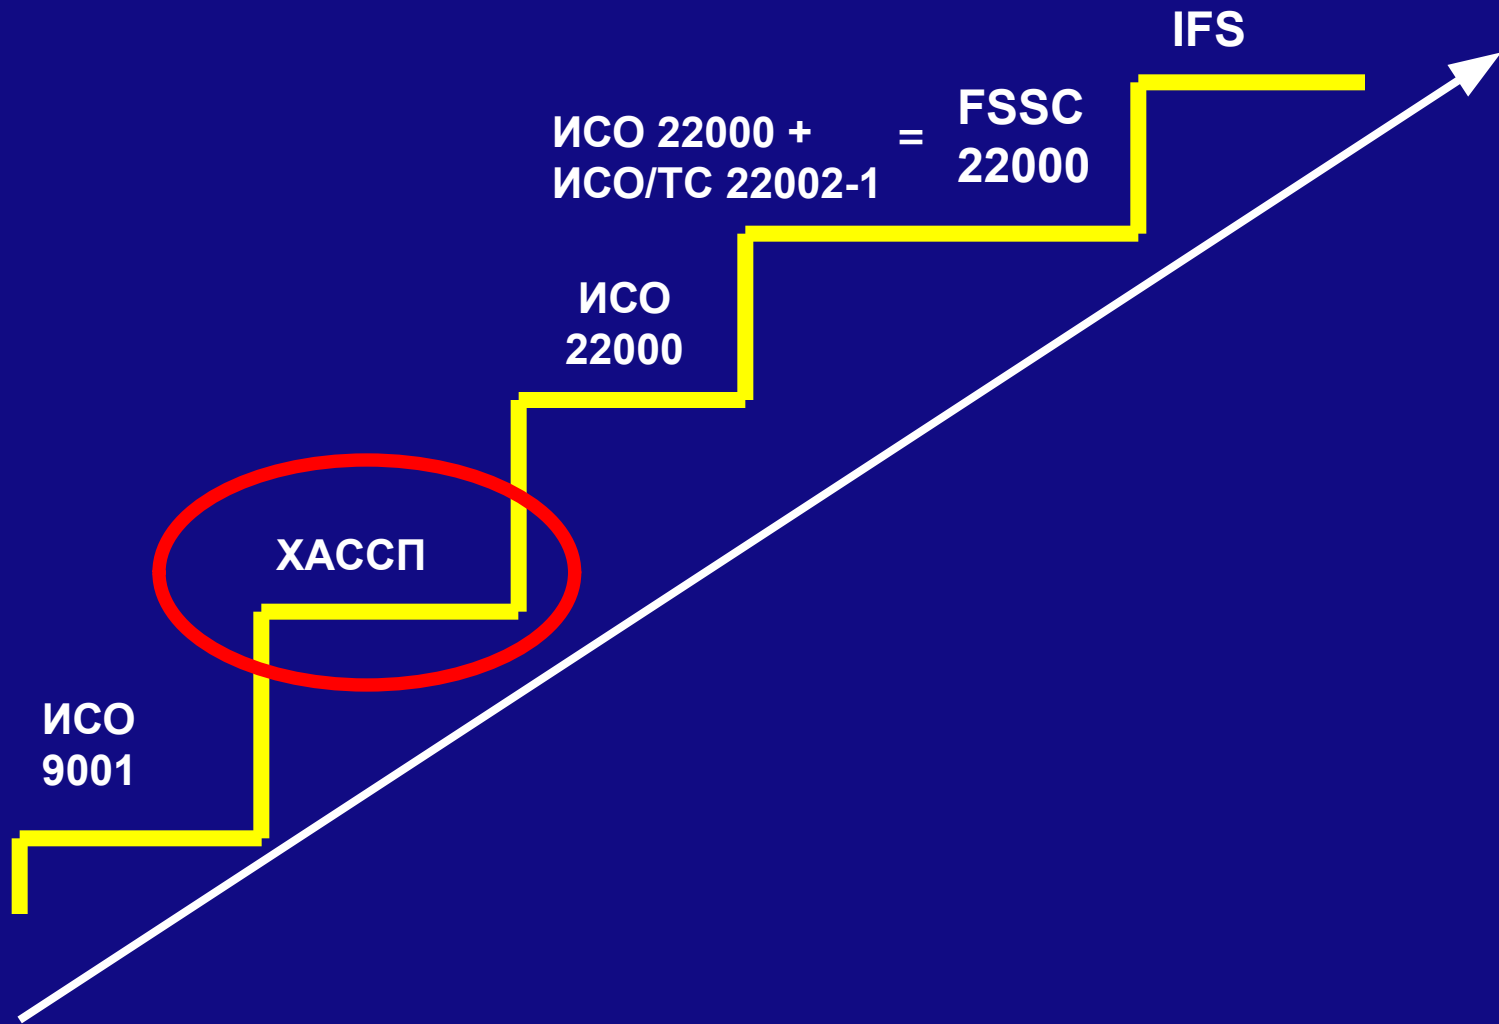 IFS
ИСО 22000 +
ИСО/ТС 22002-1
=
FSSC
22000
ИСО
22000
ХАССП
ИСО
9001